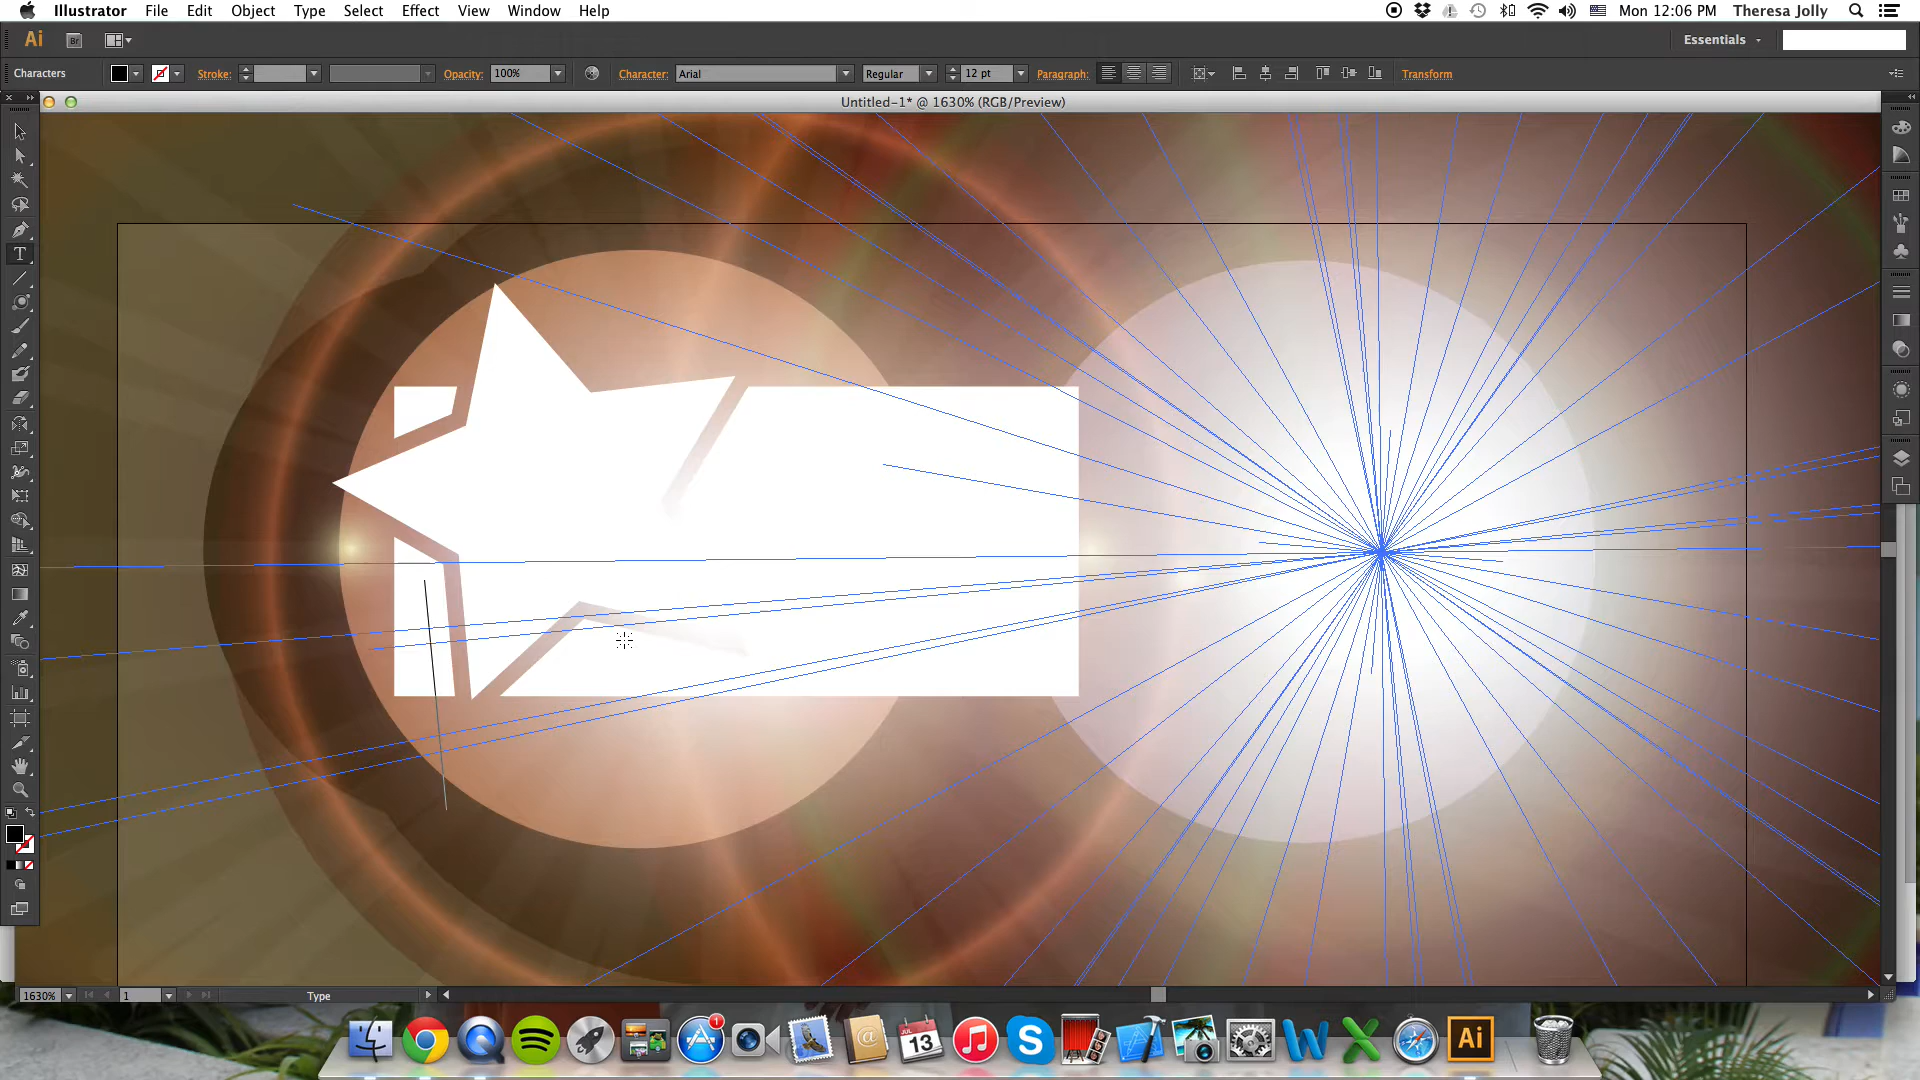 Illustrator File Edit Object Type Select Effect View Window Help Mon 12:06 PM Theresa Jolly
Ai Br Essentials
Characters Stroke: Opacity: 100% Character: Arial Regular 12 pt Paragraph: Transform
Untitled-1* @ 1630% (RGB/Preview)
T
1630% 1 Type
1
JUL
13
Ai